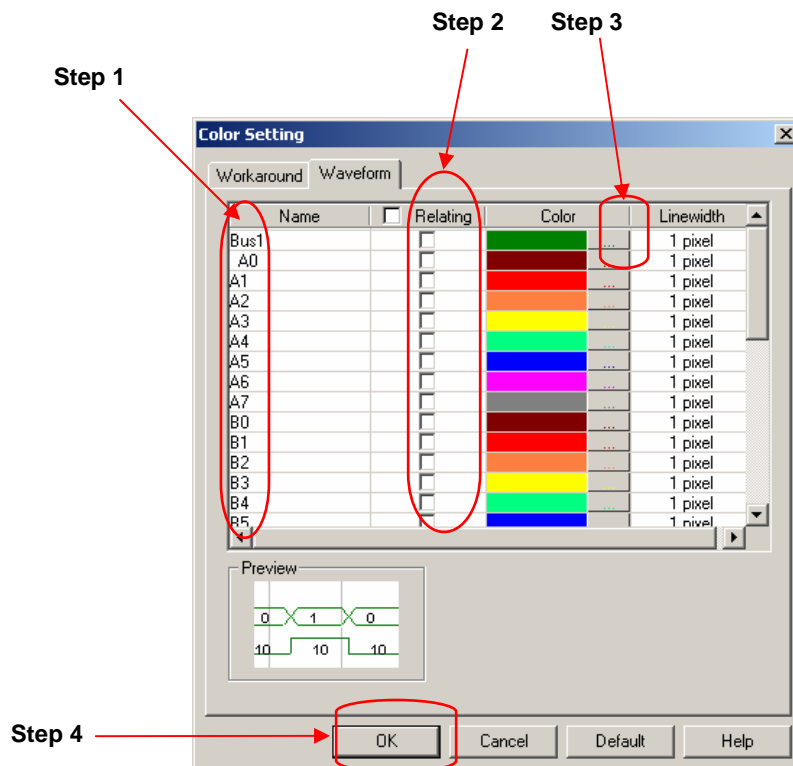 Step 2 Step 3
Step 1
Color Setting
Workaround Waveform
Name Relating Color Linewidth
Bus1 ... 1 pixel
A0 ... 1 pixel
A1 ... 1 pixel
A2 ... 1 pixel
A3 ... 1 pixel
A4 ... 1 pixel
A5 ... 1 pixel
A6 ... 1 pixel
A7 ... 1 pixel
B0 ... 1 pixel
B1 ... 1 pixel
B2 ... 1 pixel
B3 ... 1 pixel
B4 ... 1 pixel
B5 1 pixel
Preview
0 1 0
10 10 10
Step 4 OK Cancel Default Help